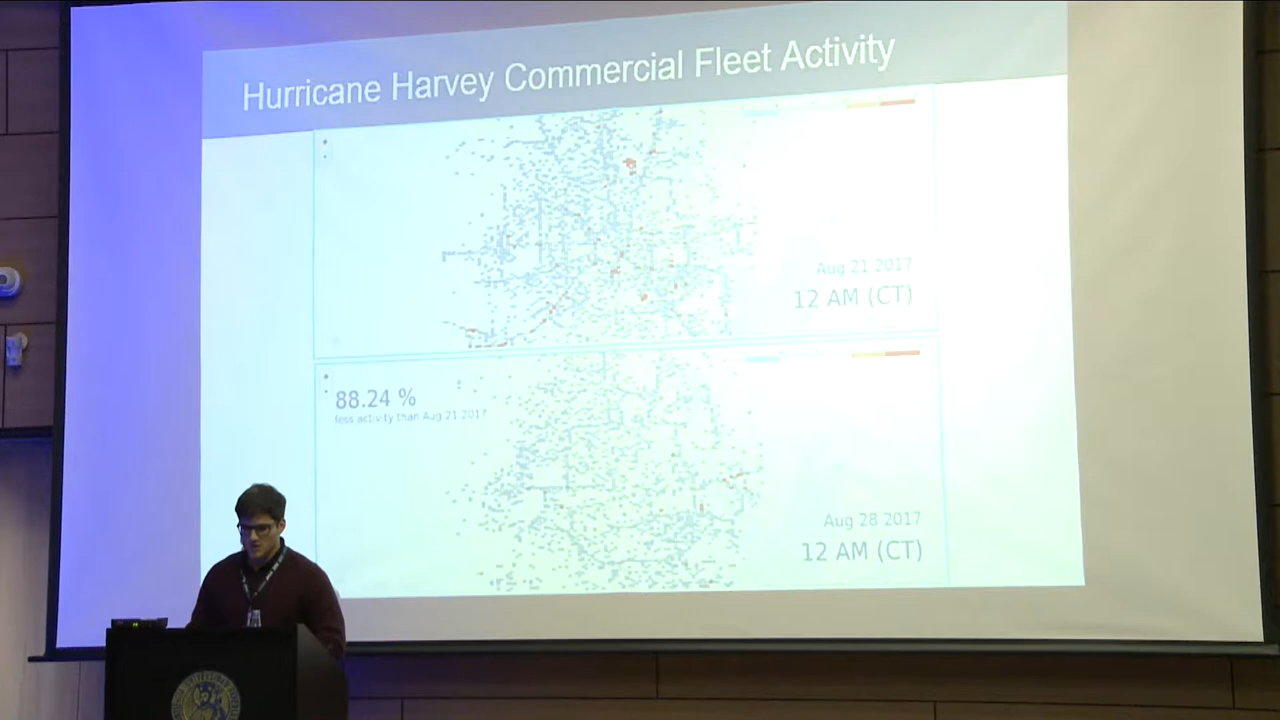 Hurricane Harvey Commercial Fleet Activity
Aug 21 2017
12 AM (CT)
88.24 %
less activity than Aug 21 2017
Aug 28 2017
12 AM (CT)